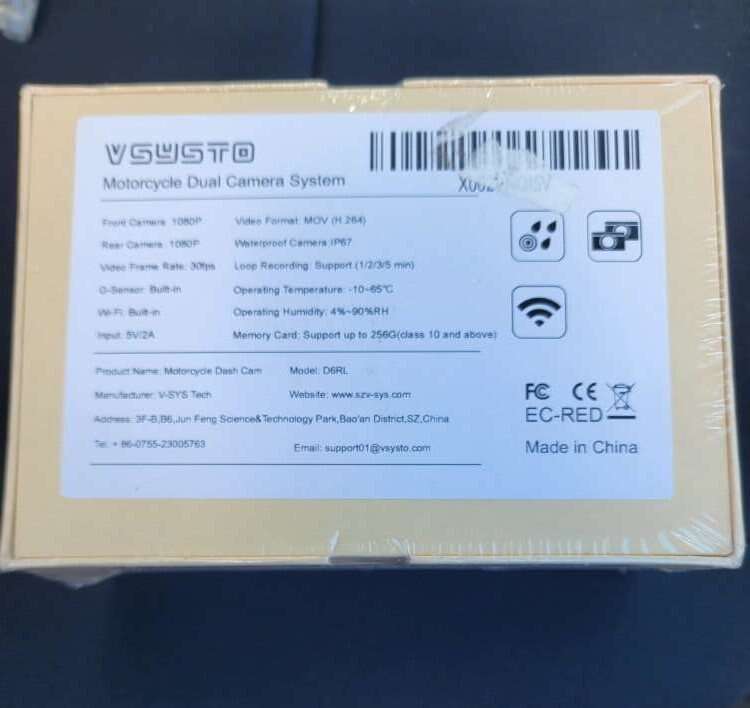 VSYSTO
Motorcycle Dual Camera System
Front Camera: 1080P Video Format: MOV (H.264)
Rear Camera: 1080P Waterproof Camera IP67
Video Frame Rate: 30fps Loop Recording: Support (1/2/3/5 min)
G-Sensor: Built-in Operating Temperature: -10~65℃
Wi-Fi: Built-in Operating Humidity: 4%~90%RH
Input: 5V/2A Memory Card: Support up to 256G(class 10 and above)
Product Name: Motorcycle Dash Cam Model: D6RL
Manufacturer: V-SYS Tech Website: www.szv-sys.com
Address: 3F-B,B6,Jun Feng Science&Technology Park,Bao'an District,SZ,China
Tel: + 86-0755-23005763 Email: support01@vsysto.com
FC CE
EC-RED
Made in China